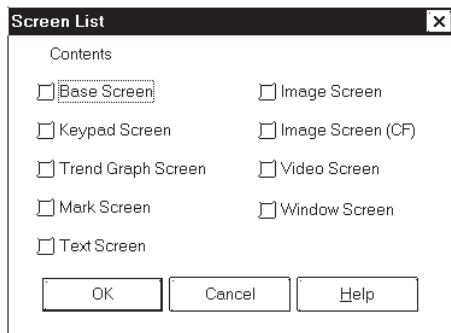 Screen List
Contents
Base Screen
Image Screen
Keypad Screen
Image Screen (CF)
Trend Graph Screen
Video Screen
Mark Screen
Window Screen
Text Screen
OK
Cancel
Help